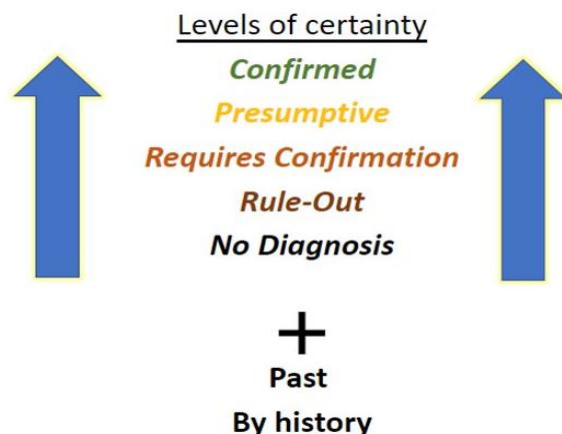 Levels of certainty
Confirmed
Presumptive
Requires Confirmation
Rule-Out
No Diagnosis
+
Past
By history